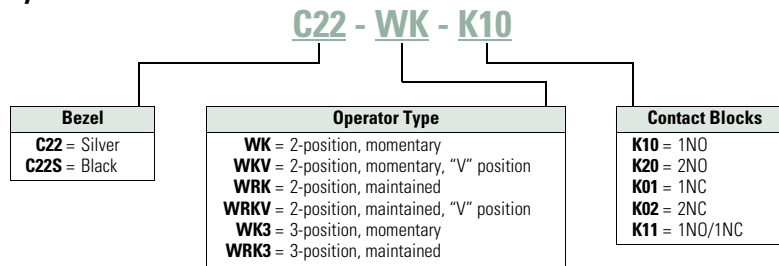 C22 - WK - K10
Bezel
C22 = Silver
C22S = Black
Operator Type
WK = 2-position, momentary
WKV = 2-position, momentary, “V” position
WRK = 2-position, maintained
WRKV = 2-position, maintained, “V” position
WK3 = 3-position, momentary
WRK3 = 3-position, maintained
Contact Blocks
K10 = 1NO
K20 = 2NO
K01 = 1NC
K02 = 2NC
K11 = 1NO/1NC